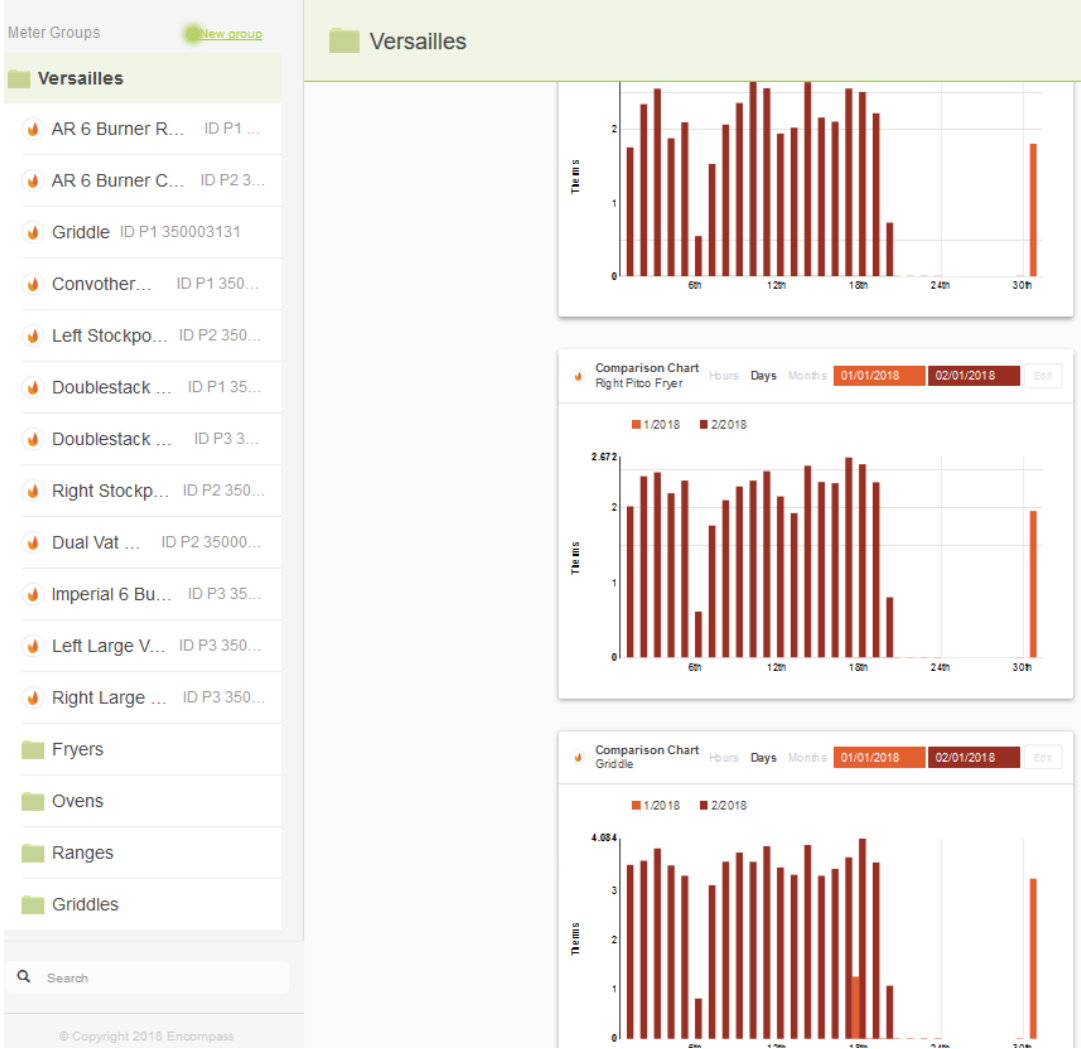 Meter Groups
New group
Versailles
AR 6 Burner R... ID P1 ...
AR 6 Burner C... ID P2 3...
Griddle ID P1 350003131
Convother... ID P1 350...
Left Stockpo... ID P2 350...
Doublestack ... ID P1 35...
Doublestack ... ID P3 3...
Right Stockp... ID P2 350...
Dual Vat ... ID P2 35000...
Imperial 6 Bu... ID P3 35...
Left Large V... ID P3 350...
Right Large ... ID P3 350...
Fryers
Ovens
Ranges
Griddles
Search
© Copyright 2018 Encompass
Versailles
2
Therms
1
0
6th 12th 18th 24th 30th
Comparison Chart
Right Pitco Fryer
Hours Days Months 01/01/2018 02/01/2018 Edit
1/2018 2/2018
2.672
2
Therms
1
0
6th 12th 18th 24th 30th
Comparison Chart
Griddle
Hours Days Months 01/01/2018 02/01/2018 Edit
1/2018 2/2018
4.084
3
2
Therms
1
0
6th 12th 18th 24th 30th